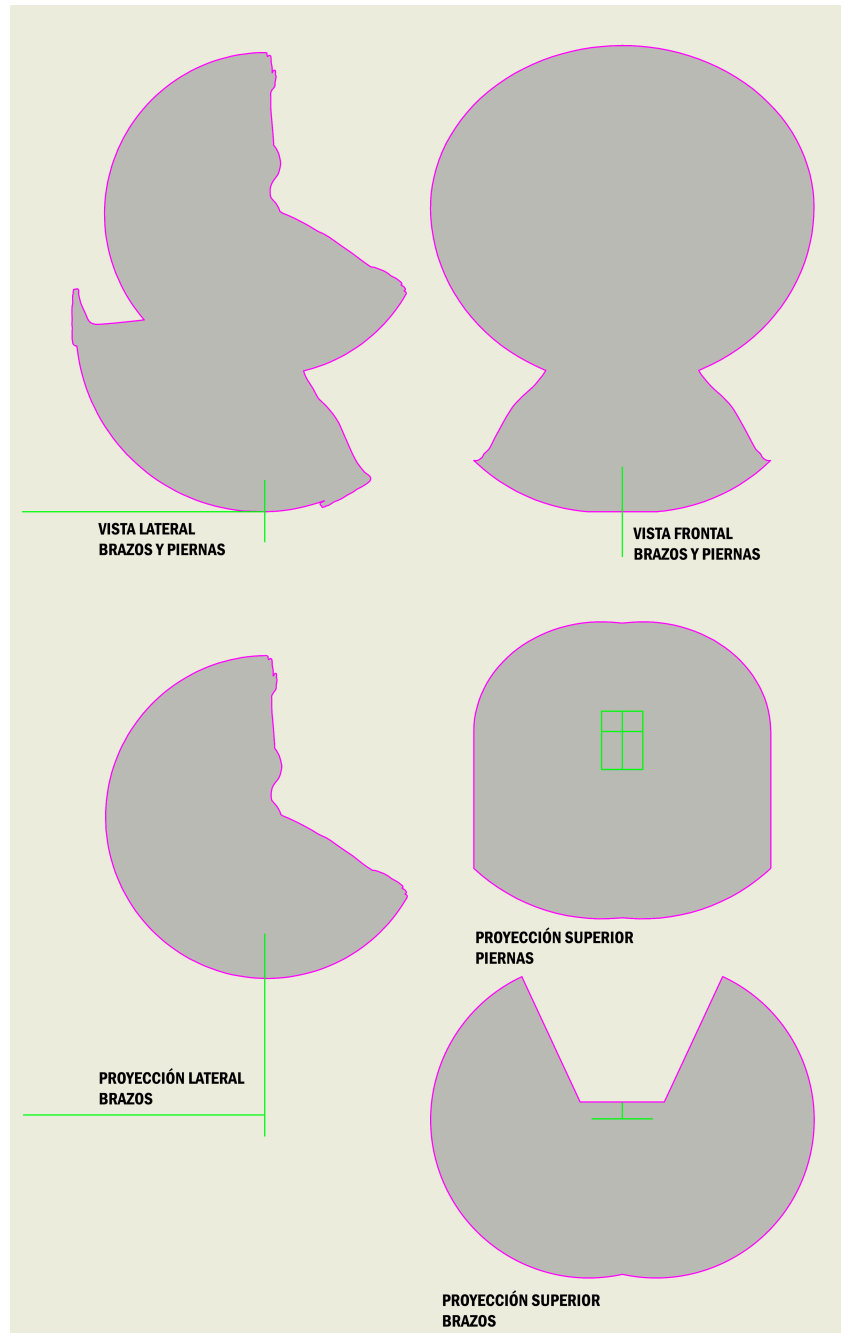 VISTA LATERAL
BRAZOS Y PIERNAS
VISTA FRONTAL
BRAZOS Y PIERNAS
PROYECCIÓN SUPERIOR
PIERNAS
PROYECCIÓN LATERAL
BRAZOS
PROYECCIÓN SUPERIOR
BRAZOS